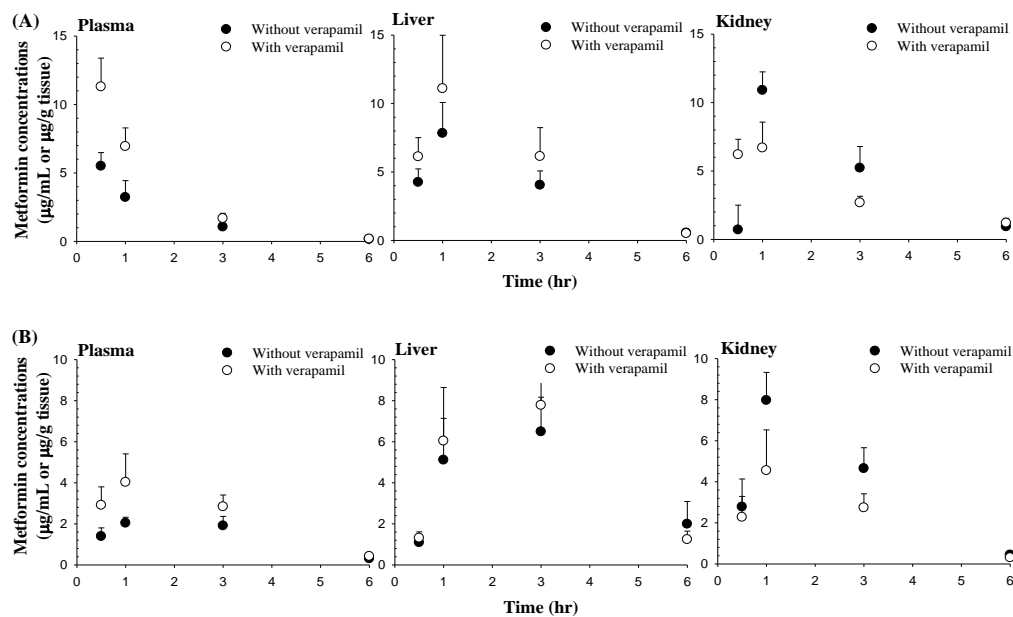 (A)
Plasma
Without verapamil
With verapamil
Liver
Without verapamil
With verapamil
Kidney
Without verapamil
With verapamil
Metformin concentrations
(µg/mL or µg/g tissue)
15
10
5
0
0 1 2 3 4 5 6
15
10
5
0
0 1 2 3 4 5 6
15
10
5
0
0 1 2 3 4 5 6
Time (hr)
(B)
Plasma
Without verapamil
With verapamil
Liver
Without verapamil
With verapamil
Kidney
Without verapamil
With verapamil
Metformin concentrations
(µg/mL or µg/g tissue)
10
8
6
4
2
0
0 1 2 3 4 5 6
10
8
6
4
2
0
0 1 2 3 4 5 6
10
8
6
4
2
0
0 1 2 3 4 5 6
Time (hr)